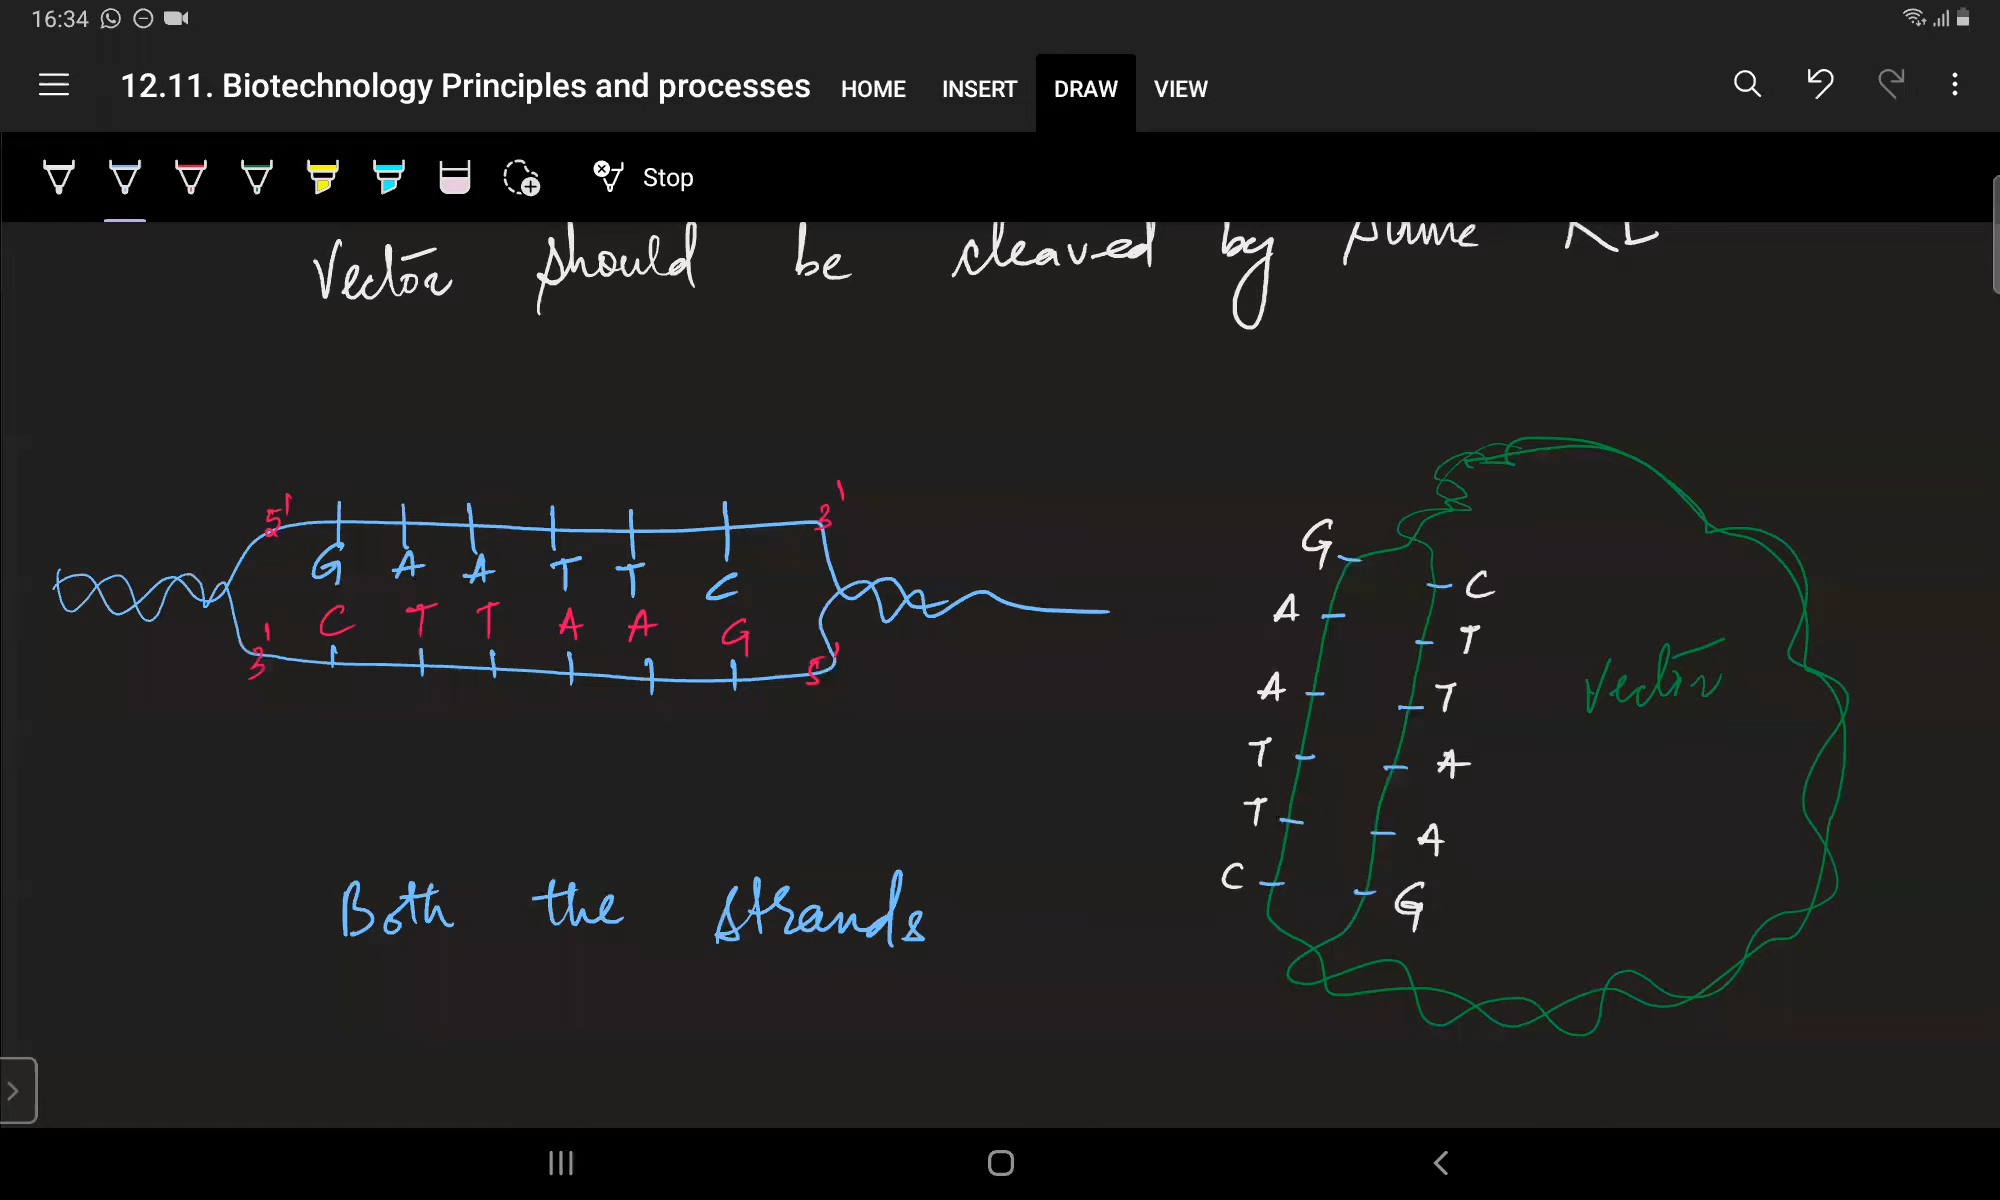 16:34
12.11. Biotechnology Principles and processes HOME INSERT DRAW VIEW
Stop
Vector should be cleaved by same RE
5' 3'
G A A T T C
C T T A A G
3' 5'
G C
A T
A T
T A
T A
C G
Vector
Both the strands